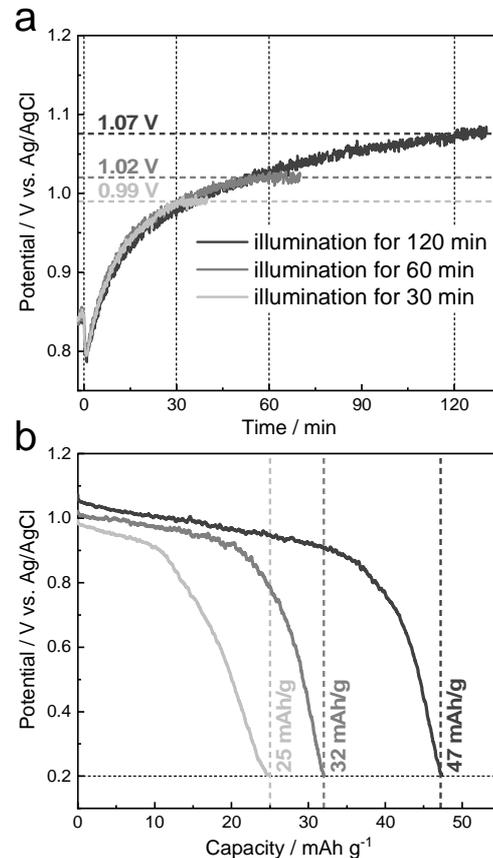 a
Potential / V vs. Ag/AgCl
1.2
1.1
1.0
0.9
0.8
1.07 V
1.02 V
0.99 V
illumination for 120 min
illumination for 60 min
illumination for 30 min
0 30 60 90 120
Time / min
b
Potential / V vs. Ag/AgCl
1.2
1.0
0.8
0.6
0.4
0.2
25 mAh/g
32 mAh/g
47 mAh/g
0 10 20 30 40 50
Capacity / mAh g⁻¹